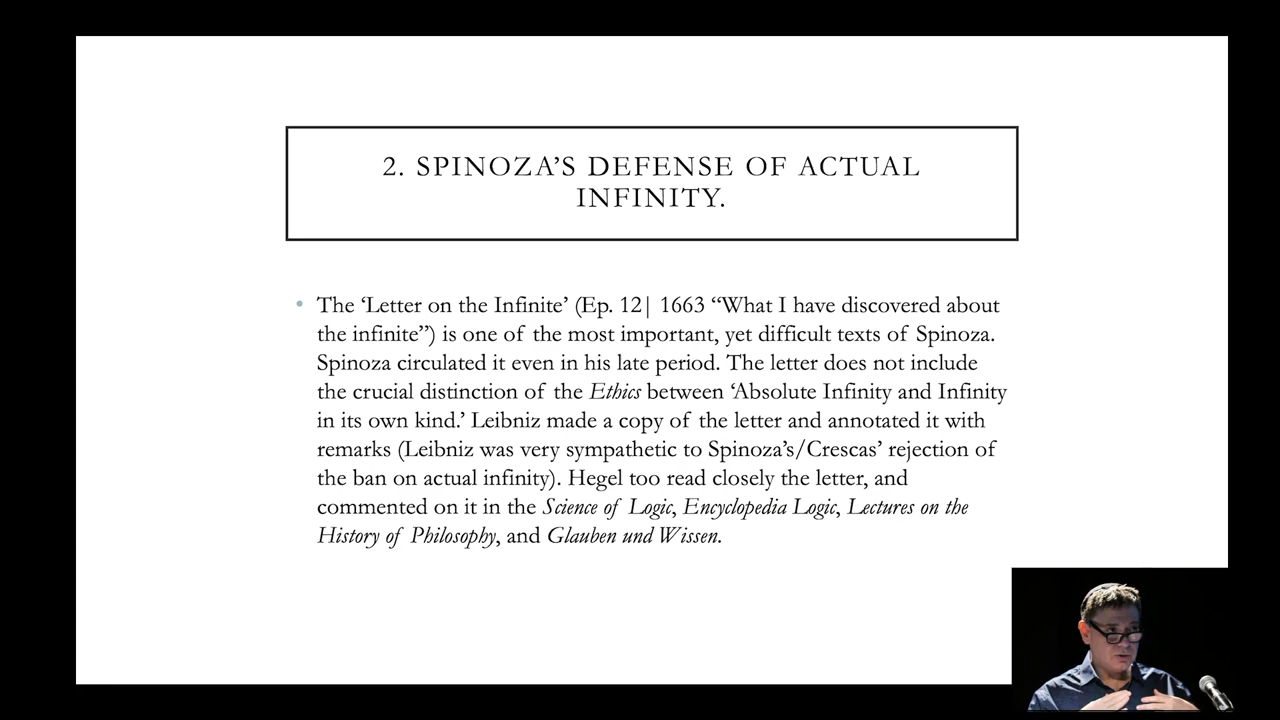 2. SPINOZA’S DEFENSE OF ACTUAL
INFINITY.
• The ‘Letter on the Infinite’ (Ep. 12| 1663 “What I have discovered about
the infinite”) is one of the most important, yet difficult texts of Spinoza.
Spinoza circulated it even in his late period. The letter does not include
the crucial distinction of the Ethics between ‘Absolute Infinity and Infinity
in its own kind.’ Leibniz made a copy of the letter and annotated it with
remarks (Leibniz was very sympathetic to Spinoza’s/Crescas’ rejection of
the ban on actual infinity). Hegel too read closely the letter, and
commented on it in the Science of Logic, Encyclopedia Logic, Lectures on the
History of Philosophy, and Glauben und Wissen.